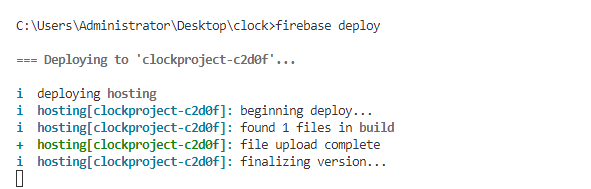 C:\Users\Administrator\Desktop\clock>firebase deploy
=== Deploying to 'clockproject-c2d0f'...
i deploying hosting
i hosting[clockproject-c2d0f]: beginning deploy...
i hosting[clockproject-c2d0f]: found 1 files in build
+ hosting[clockproject-c2d0f]: file upload complete
i hosting[clockproject-c2d0f]: finalizing version...